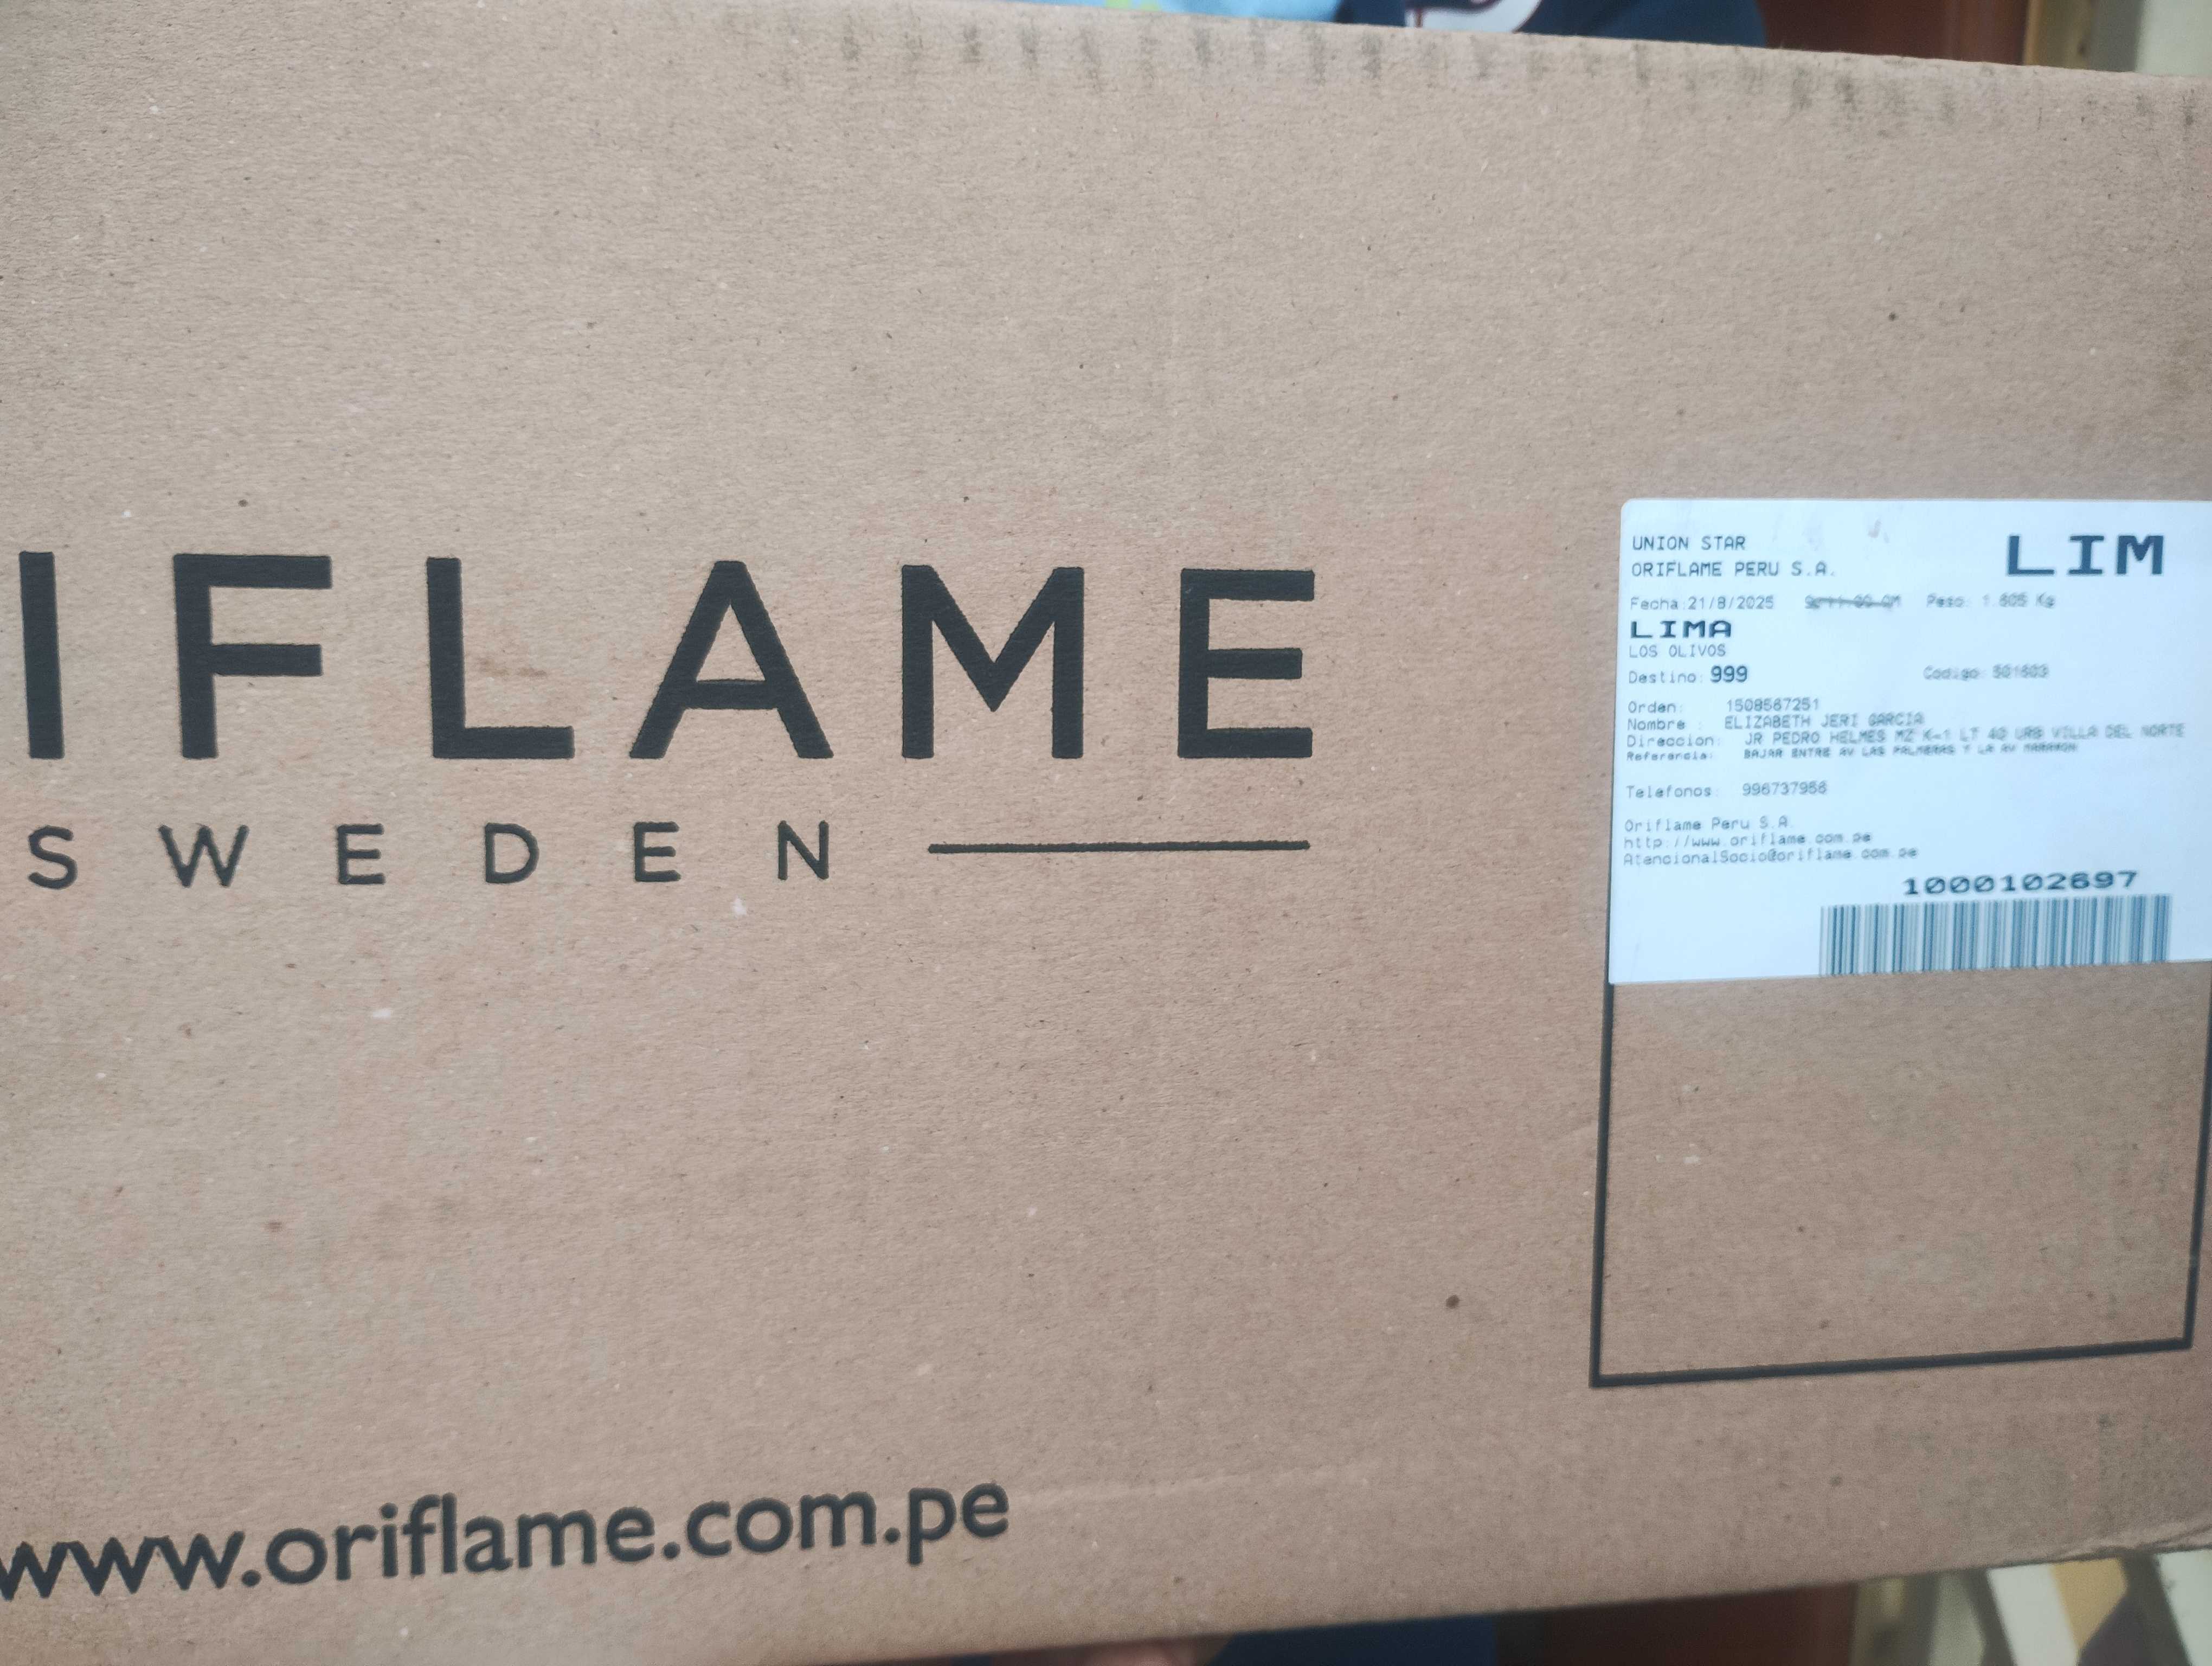 IFLAME
SWEDEN
www.oriflame.com.pe
UNION STAR
LIM
ORIFLAME PERU S.A.
Fecha:21/8/2025 Peso: 1.605 Kg
LIMA
LOS OLIVOS
Destino: 999 Codigo: 501603
Orden: 1508567251
Nombre : ELIZABETH JERI GARCIA
Direccion: JR PEDRO HELMES MZ K-1 LT 40 URB VILLA DEL NORTE
Referencia: BAJAR ENTRE AV LAS PALMERAS Y LA AV MARAÑON
Telefonos: 996737956
Oriflame Peru S.A.
http://www.oriflame.com.pe
AtencionalSocio@oriflame.com.pe
1000102697